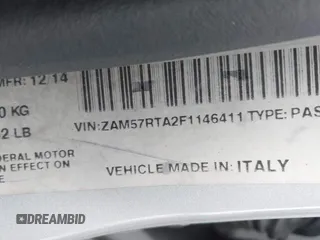 MFR: 12/14
0 KG
VIN: ZAM57RTA2F1146411 TYPE: PAS
2 LB
DERAL MOTOR
N EFFECT ON
VEHICLE MADE IN: ITALY
DREAMBID